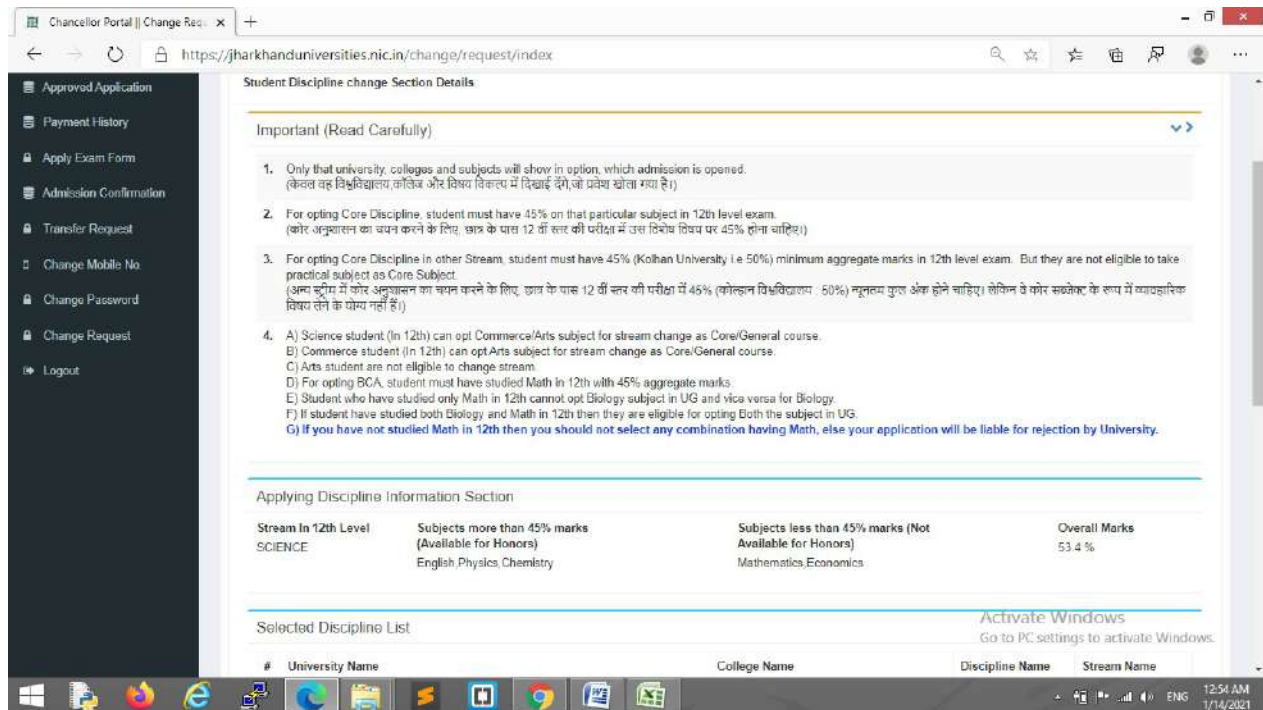 Chancellor Portal || Change Req
https://jharkhanduniversities.nic.in/change/request/index
Approved Application
Payment History
Apply Exam Form
Admission Confirmation
Transfer Request
Change Mobile No.
Change Password
Change Request
Logout
Student Discipline change Section Details
Important (Read Carefully)
1. Only that university, colleges and subjects will show in option, which admission is opened.
(केवल वह विश्वविद्यालय,कॉलेज और विषय विकल्प में दिखाई देंगे,जो प्रवेश खोला गया है।)
2. For opting Core Discipline, student must have 45% on that particular subject in 12th level exam.
(कोर अनुशासन का चयन करने के लिए, छात्र के पास 12 वीं स्तर की परीक्षा में उस विशेष विषय पर 45% होना चाहिए।)
3. For opting Core Discipline in other Stream, student must have 45% (Kolhan University i.e 50%) minimum aggregate marks in 12th level exam. But they are not eligible to take
practical subject as Core Subject.
(अन्य स्ट्रीम में कोर अनुशासन का चयन करने के लिए, छात्र के पास 12 वीं स्तर की परीक्षा में 45% (कोल्हान विश्वविद्यालय : 50%) न्यूनतम कुल अंक होने चाहिए। लेकिन वे कोर सब्जेक्ट के रूप में व्यावहारिक
विषय लेने के योग्य नहीं हैं।)
4. A) Science student (In 12th) can opt Commerce/Arts subject for stream change as Core/General course.
B) Commerce student (In 12th) can opt Arts subject for stream change as Core/General course.
C) Arts student are not eligible to change stream.
D) For opting BCA, student must have studied Math in 12th with 45% aggregate marks.
E) Student who have studied only Math in 12th cannot opt Biology subject in UG and vice versa for Biology.
F) If student have studied both Biology and Math in 12th then they are eligible for opting Both the subject in UG.
G) If you have not studied Math in 12th then you should not select any combination having Math, else your application will be liable for rejection by University.
Applying Discipline Information Section
Stream In 12th Level
SCIENCE
Subjects more than 45% marks
(Available for Honors)
English,Physics,Chemistry
Subjects less than 45% marks (Not
Available for Honors)
Mathematics,Economics
Overall Marks
53.4 %
Selected Discipline List
Activate Windows
Go to PC settings to activate Windows.
# University Name College Name Discipline Name Stream Name
ENG 12:54 AM
1/14/2021